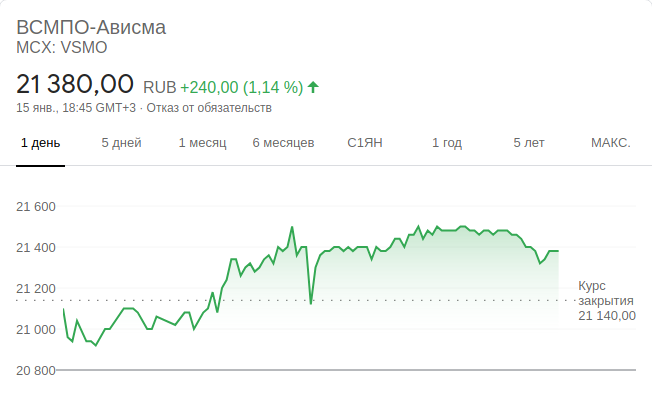 ВСМПО-Ависма
MCX: VSMO
21 380,00 RUB +240,00 (1,14 %)
15 янв., 18:45 GMT+3 · Отказ от обязательств
1 день 5 дней 1 месяц 6 месяцев С1ЯН 1 год 5 лет МАКС.
21 600
21 400
21 200
21 000
20 800
Курс
закрытия
21 140,00